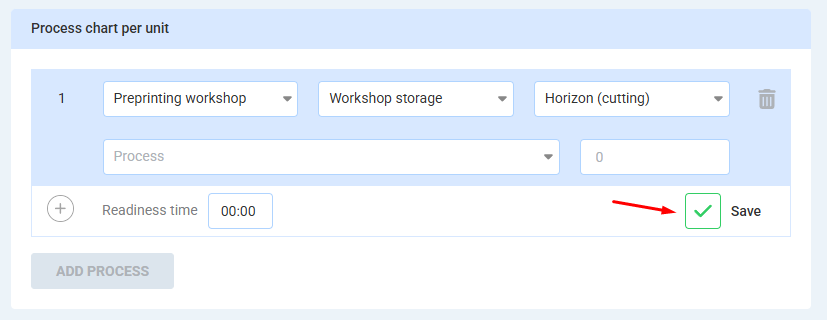 Process chart per unit
1 Preprinting workshop Workshop storage Horizon (cutting)
Process 0
Readiness time 00:00 Save
ADD PROCESS